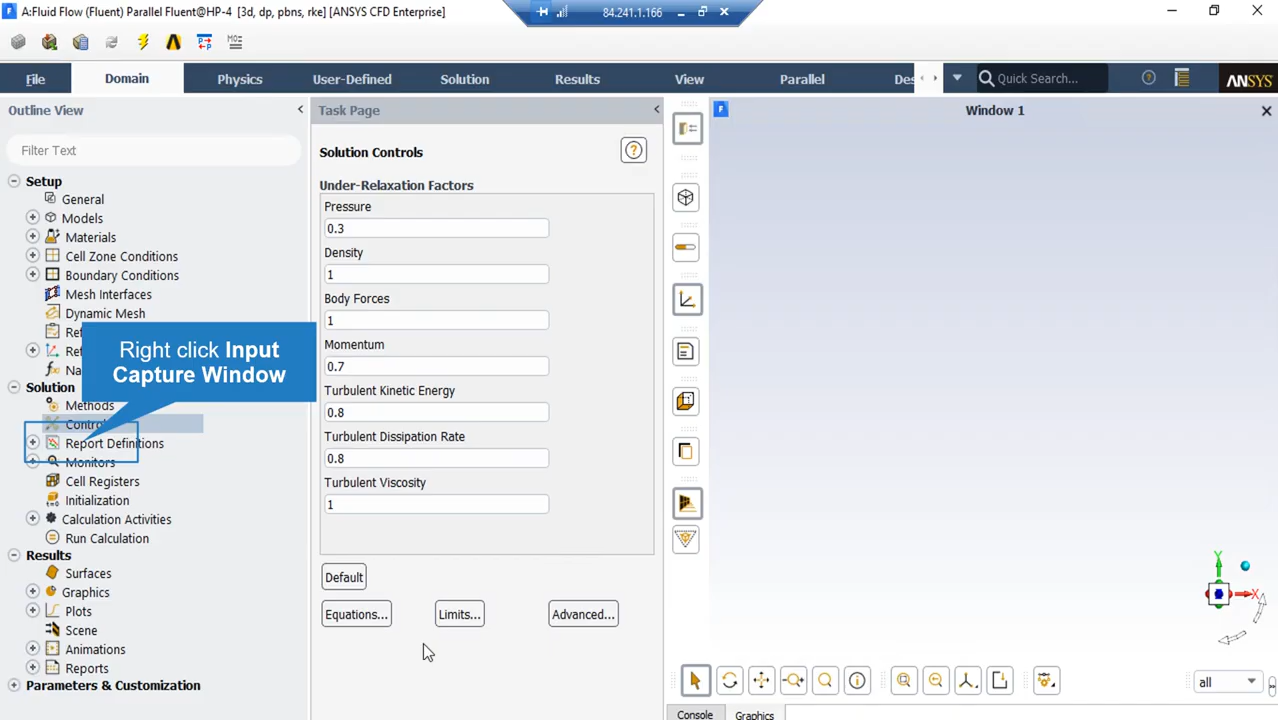 A:Fluid Flow (Fluent) Parallel Fluent@HP-4 [3d, dp, pbns, rke] [ANSYS CFD Enterprise]
84.241.1.166
File
Domain
Physics
User-Defined
Solution
Results
View
Parallel
Des
Quick Search...
ANSYS
Outline View
Filter Text
Setup
General
Models
Materials
Cell Zone Conditions
Boundary Conditions
Mesh Interfaces
Dynamic Mesh
Ref
Ref
Na
Right click Input
Capture Window
Solution
Methods
Control
Report Definitions
Monitors
Cell Registers
Initialization
Calculation Activities
Run Calculation
Results
Surfaces
Graphics
Plots
Scene
Animations
Reports
Parameters & Customization
Task Page
Solution Controls
Under-Relaxation Factors
Pressure
0.3
Density
1
Body Forces
1
Momentum
0.7
Turbulent Kinetic Energy
0.8
Turbulent Dissipation Rate
0.8
Turbulent Viscosity
1
Default
Equations...
Limits...
Advanced...
Window 1
Y
X
all
Console
Graphics